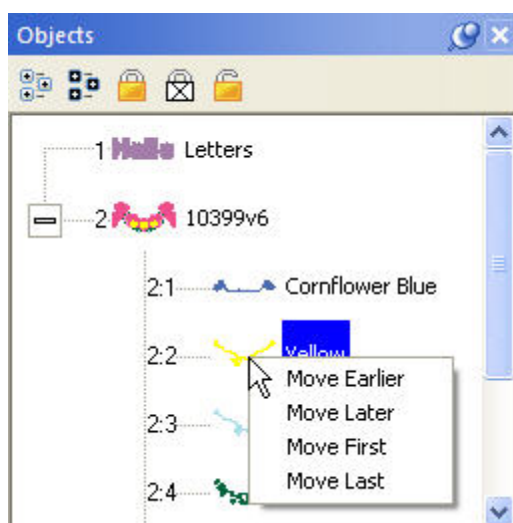 Objects
1 Hello Letters
2 10399v6
2:1 Cornflower Blue
2:2 Yellow
Move Earlier
2:3 Move Later
Move First
2:4 Move Last